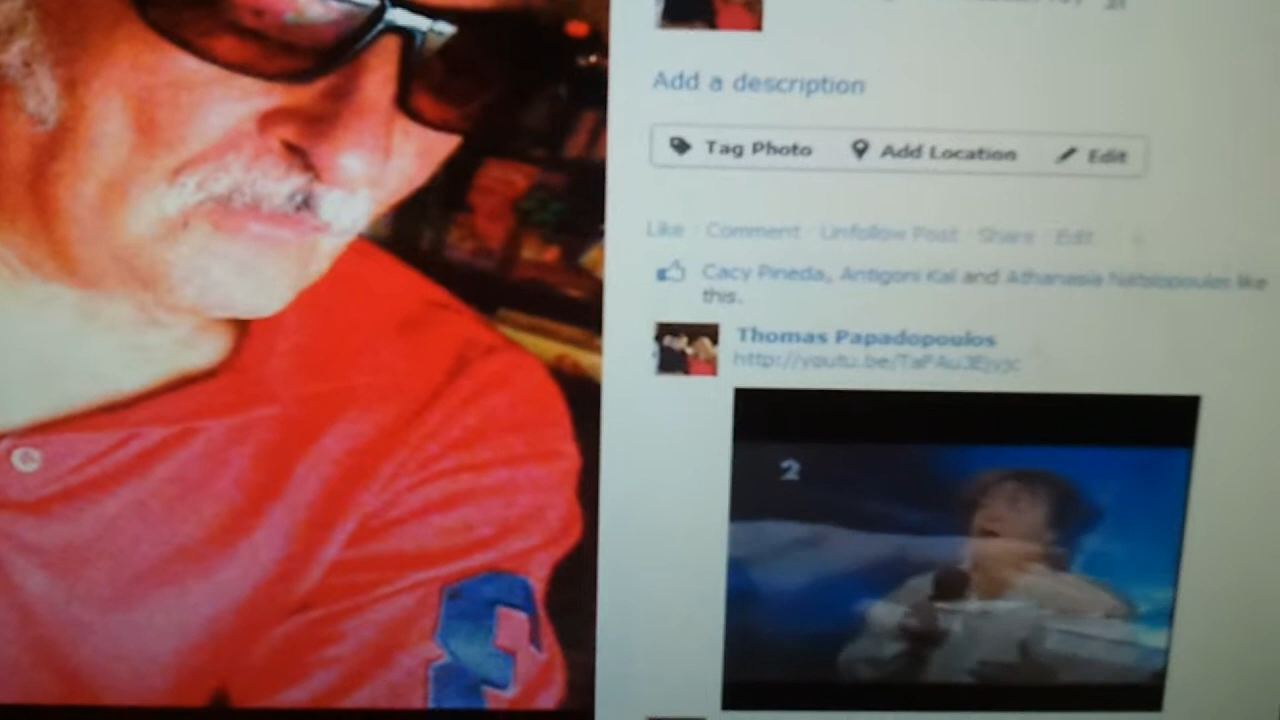 Add a description
Tag Photo Add Location Edit
Like · Comment · Unfollow Post · Share · Edit
Cacy Pineda, Antigoni Kal and Athanasia like
this.
Thomas Papadopoulos
2